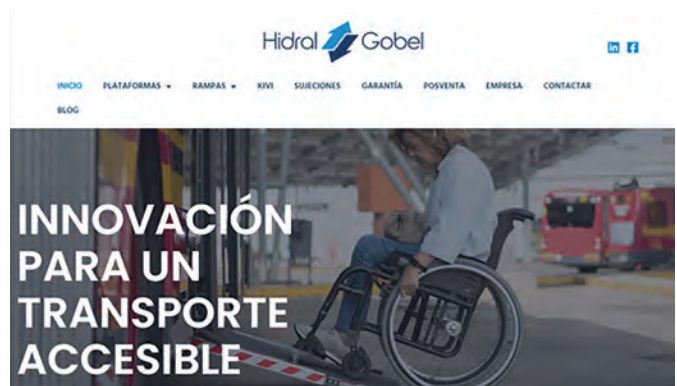 Hidral Gobel
INICIO PLATAFORMAS RAMPAS KIVI SUJECIONES GARANTÍA POSVENTA EMPRESA CONTACTAR
BLOG
INNOVACIÓN
PARA UN
TRANSPORTE
ACCESIBLE